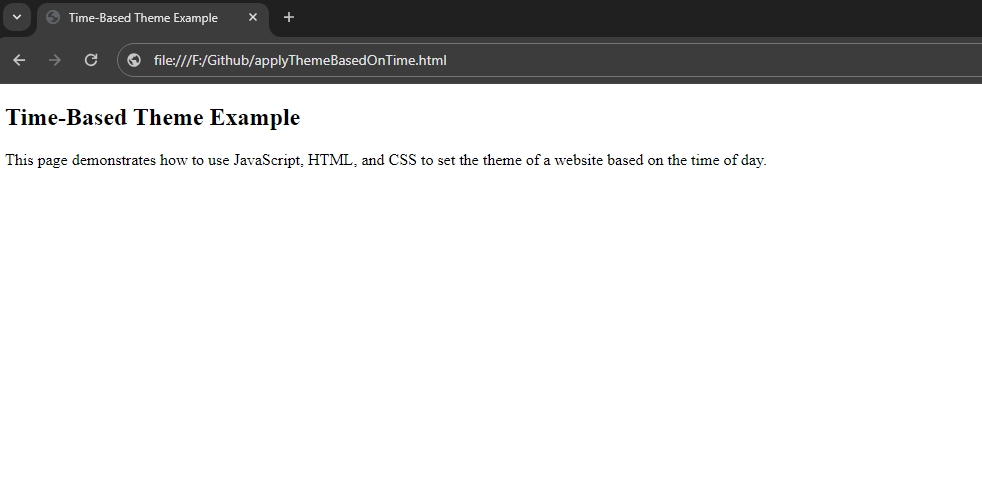 Time-Based Theme Example
file:///F:/Github/applyThemeBasedOnTime.html
Time-Based Theme Example
This page demonstrates how to use JavaScript, HTML, and CSS to set the theme of a website based on the time of day.